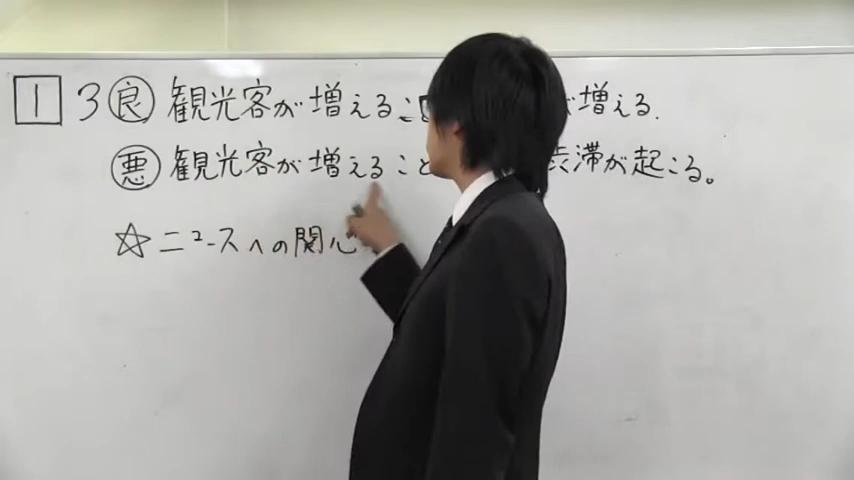 1 3 良 観光客が増えるこ が増える.
悪 観光客が増えること 渋滞が起こる。
☆ニュースへの関心